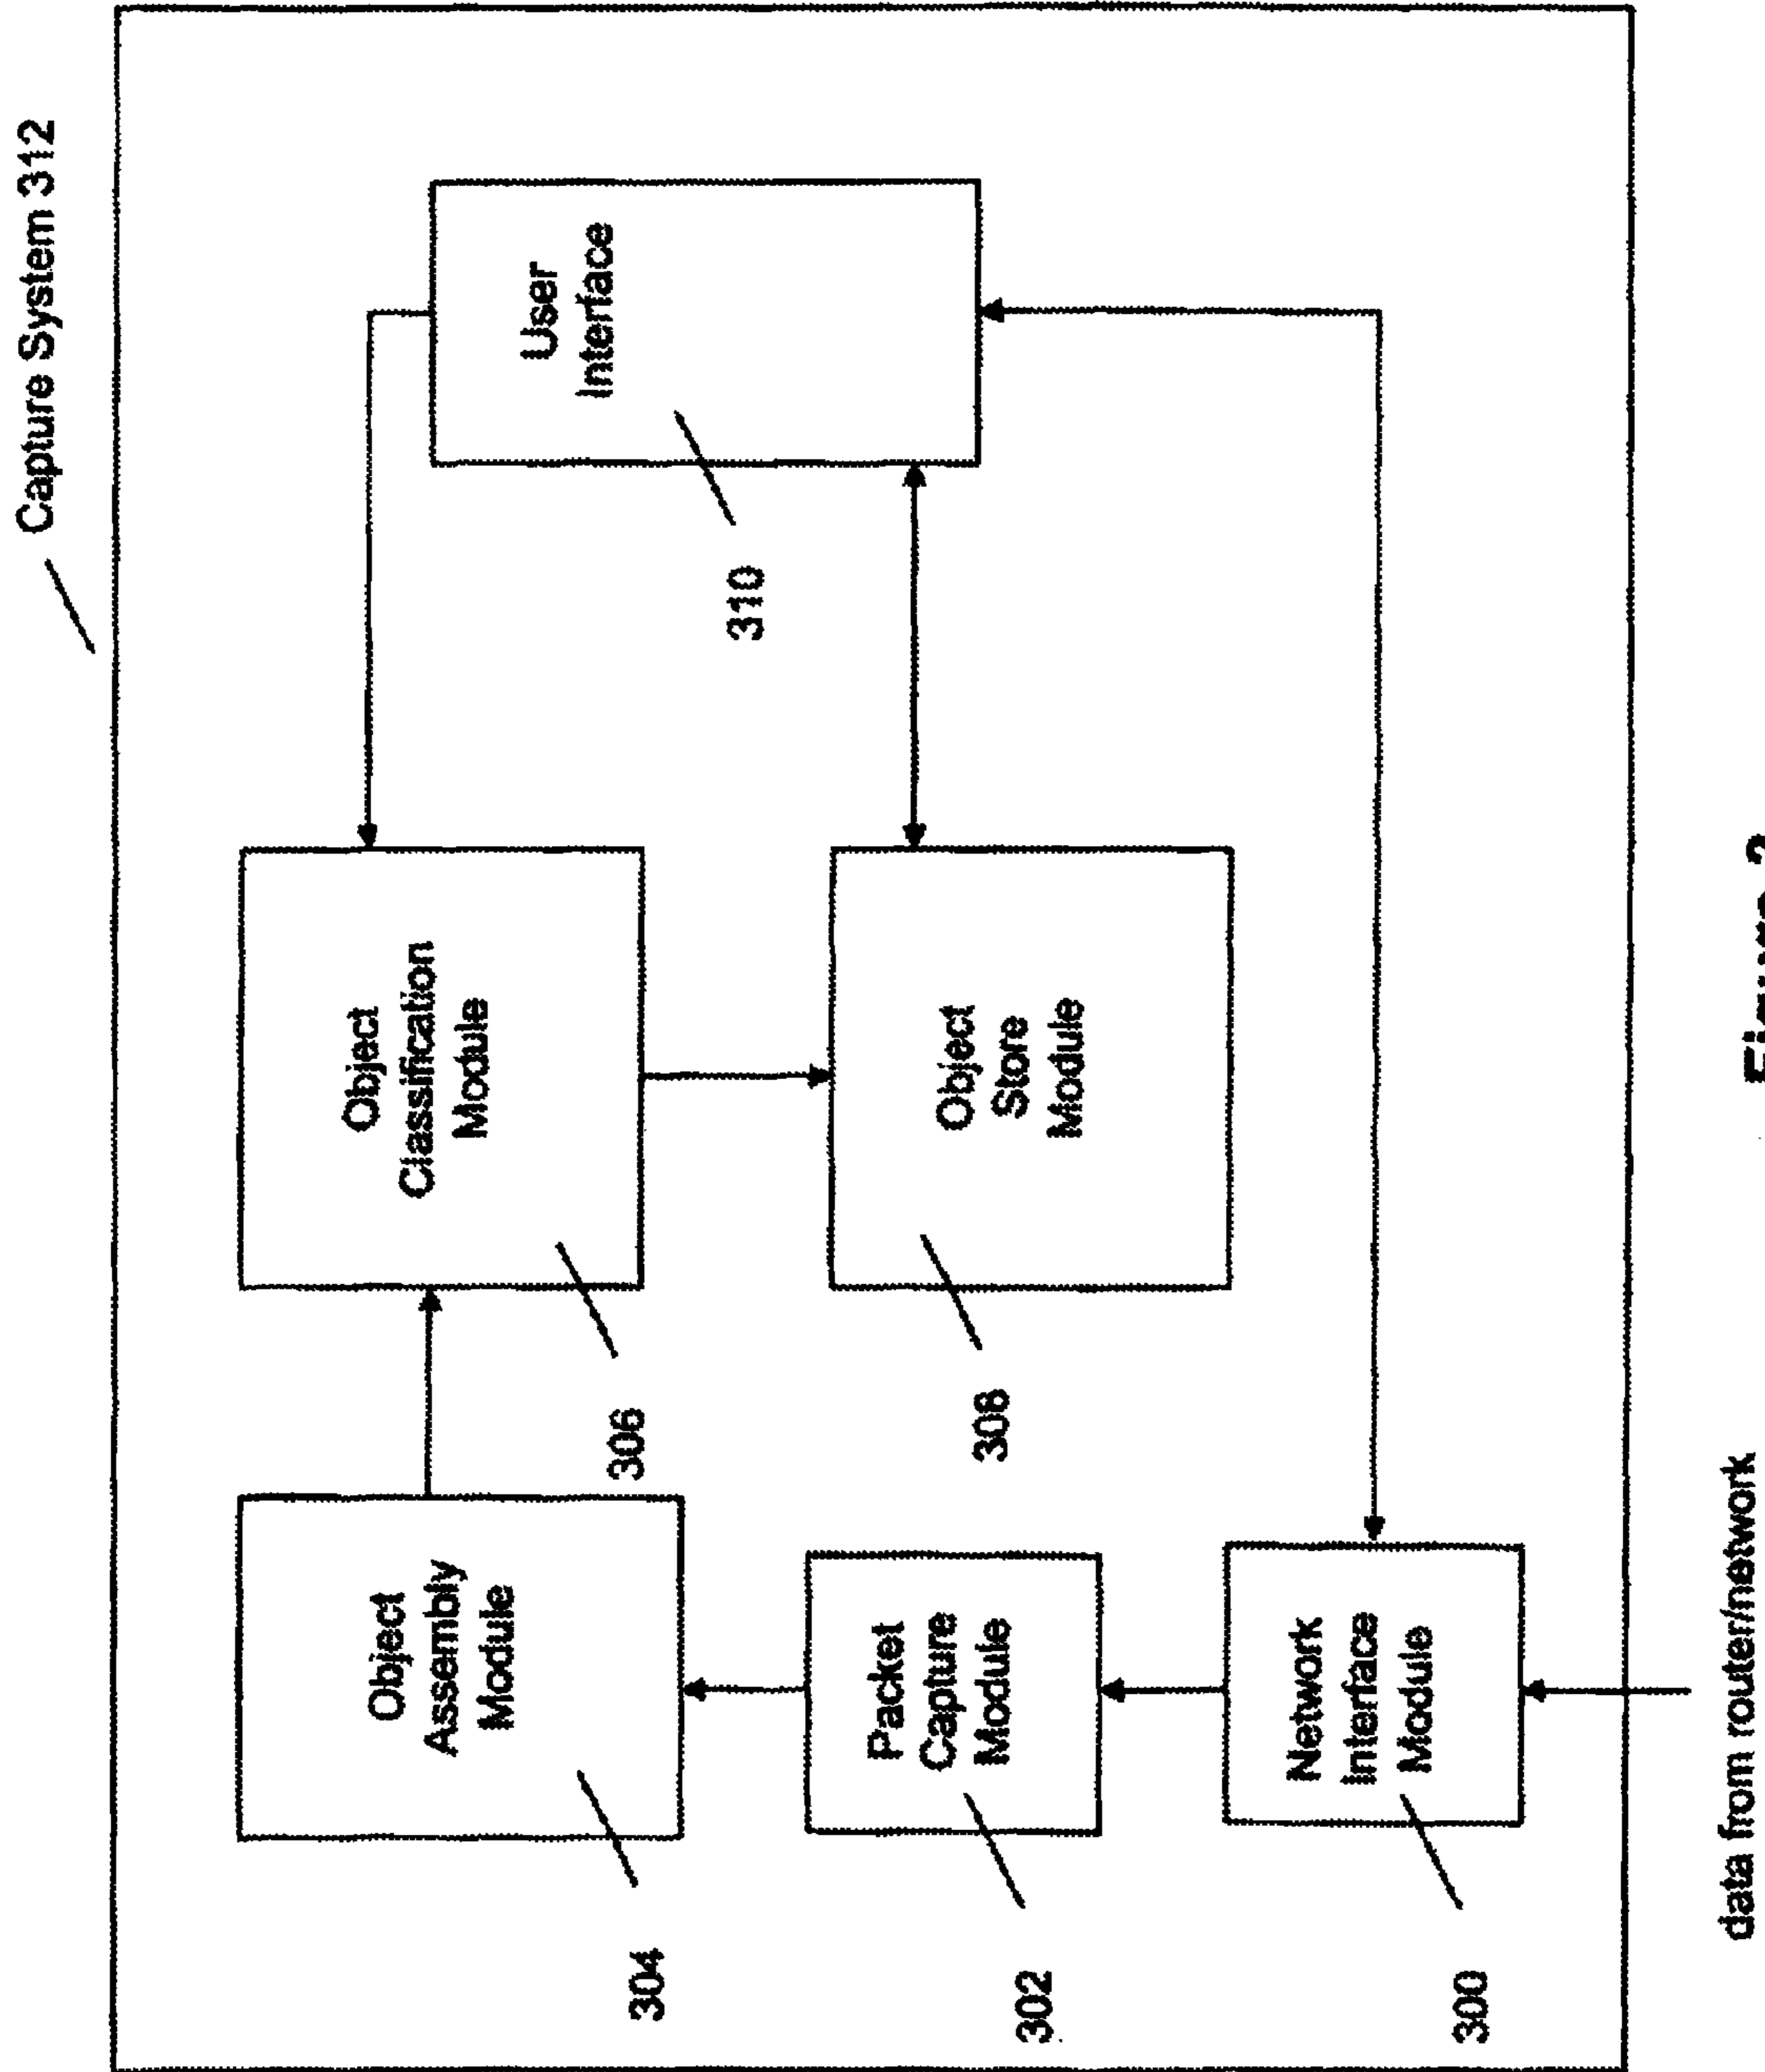 Capture System 312
Object
Assembly
Module
304
Object
Classification
Module
306
User
Interface
310
Packet
Capture
Module
302
Object
Store
Module
308
Network
Interface
Module
300
data from router/network
Figure